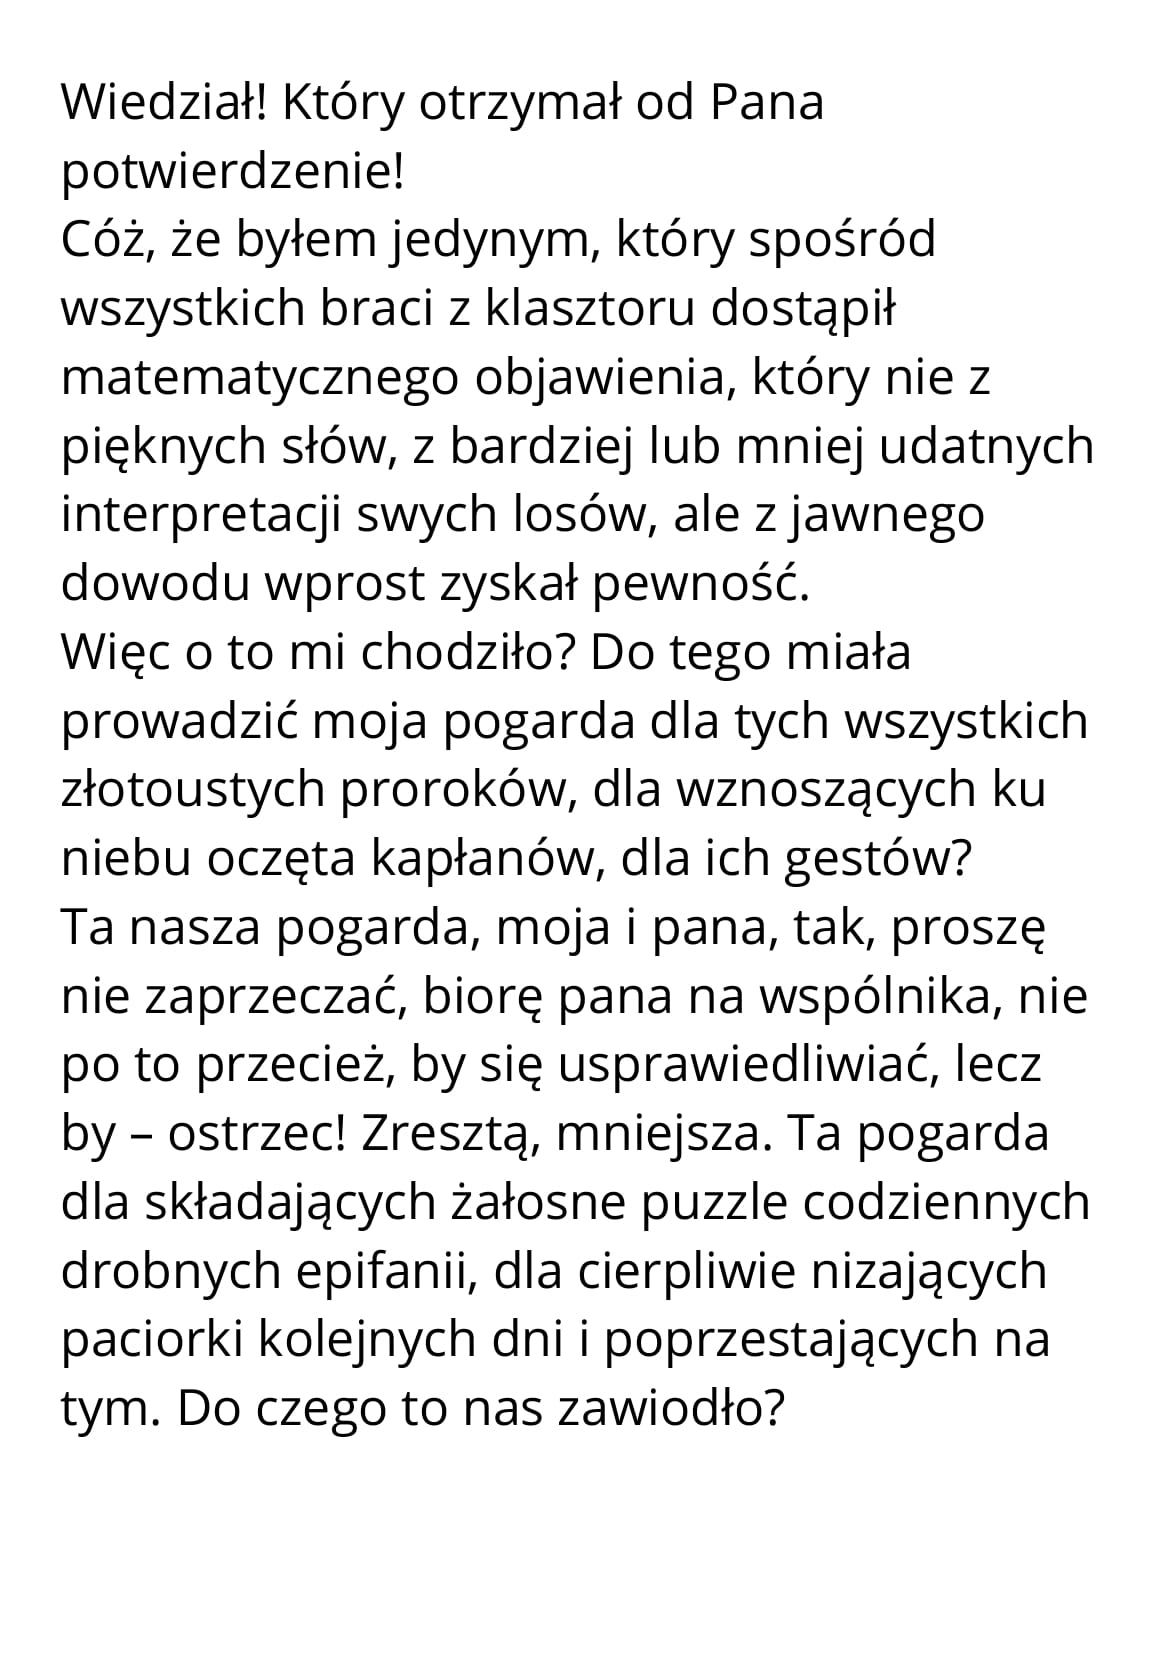 Wiedział! Który otrzymał od Pana
potwierdzenie!
Cóż, że byłem jedynym, który spośród
wszystkich braci z klasztoru dostąpił
matematycznego objawienia, który nie z
pięknych słów, z bardziej lub mniej udatnych
interpretacji swych losów, ale z jawnego
dowodu wprost zyskał pewność.
Więc o to mi chodziło? Do tego miała
prowadzić moja pogarda dla tych wszystkich
złotoustych proroków, dla wznoszących ku
niebu oczęta kapłanów, dla ich gestów?
Ta nasza pogarda, moja i pana, tak, proszę
nie zaprzeczać, biorę pana na wspólnika, nie
po to przecież, by się usprawiedliwiać, lecz
by – ostrzec! Zresztą, mniejsza. Ta pogarda
dla składających żałosne puzzle codziennych
drobnych epifanii, dla cierpliwie nizających
paciorki kolejnych dni i poprzestających na
tym. Do czego to nas zawiodło?